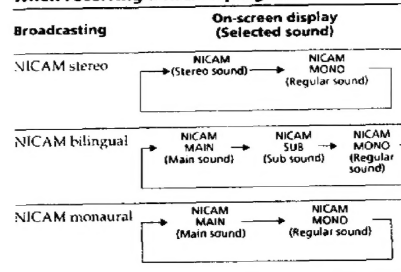 On-screen display
Broadcasting (Selected sound)
NICAM stereo
NICAM NICAM
(Stereo sound) MONO
(Regular sound)
NICAM bilingual
NICAM NICAM NICAM
MAIN SUB MONO
(Main sound) (Sub sound) (Regular
sound)
NICAM monaural
NICAM NICAM
MAIN MONO
(Main sound) (Regular sound)